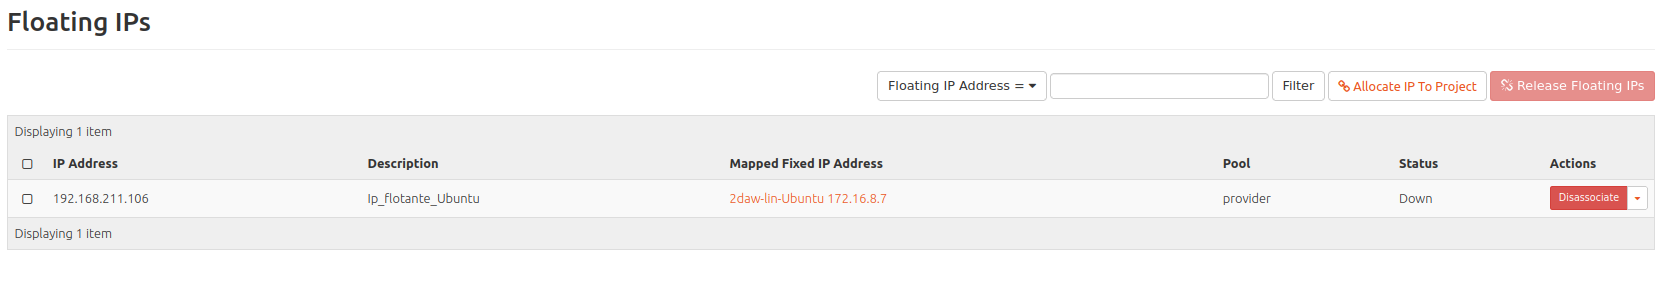 Floating IPs
Floating IP Address = Filter Allocate IP To Project Release Floating IPs
Displaying 1 item
IP Address Description Mapped Fixed IP Address Pool Status Actions
192.168.211.106 Ip_flotante_Ubuntu 2daw-lin-Ubuntu 172.16.8.7 provider Down Disassociate
Displaying 1 item